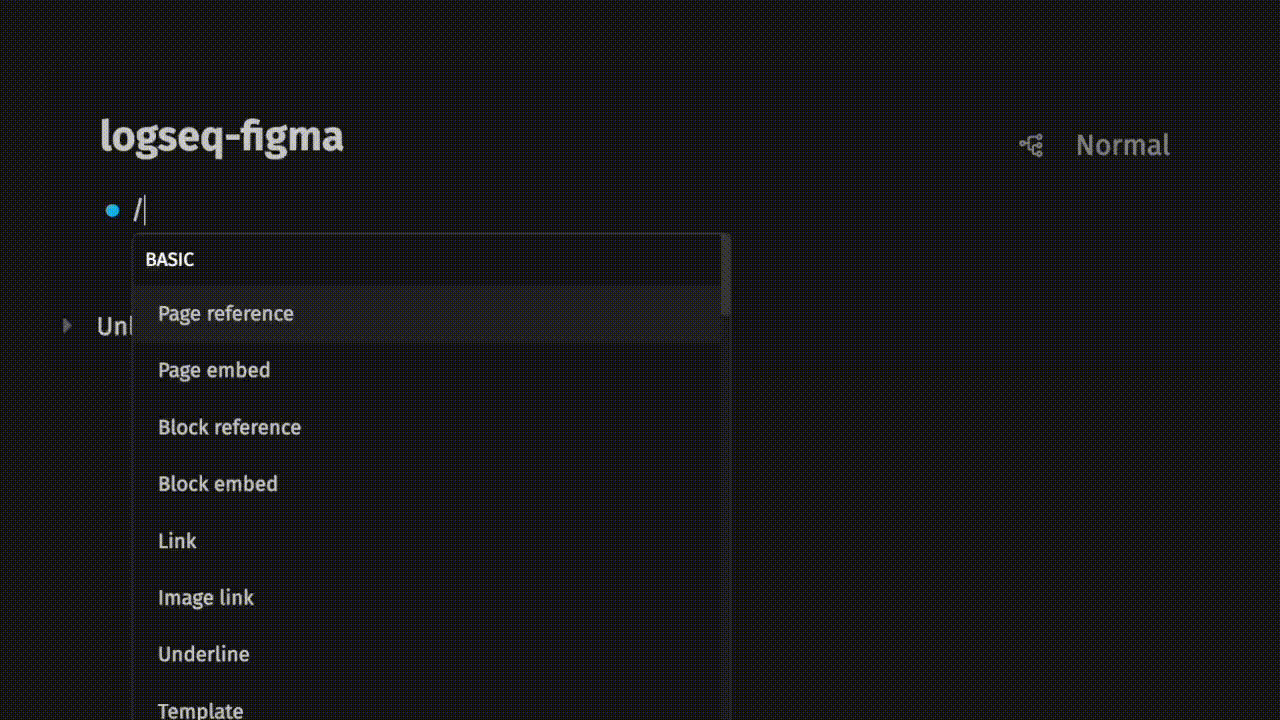 logseq-figma
Normal
/
BASIC
Page reference
Unl
Page embed
Block reference
Block embed
Link
Image link
Underline
Template